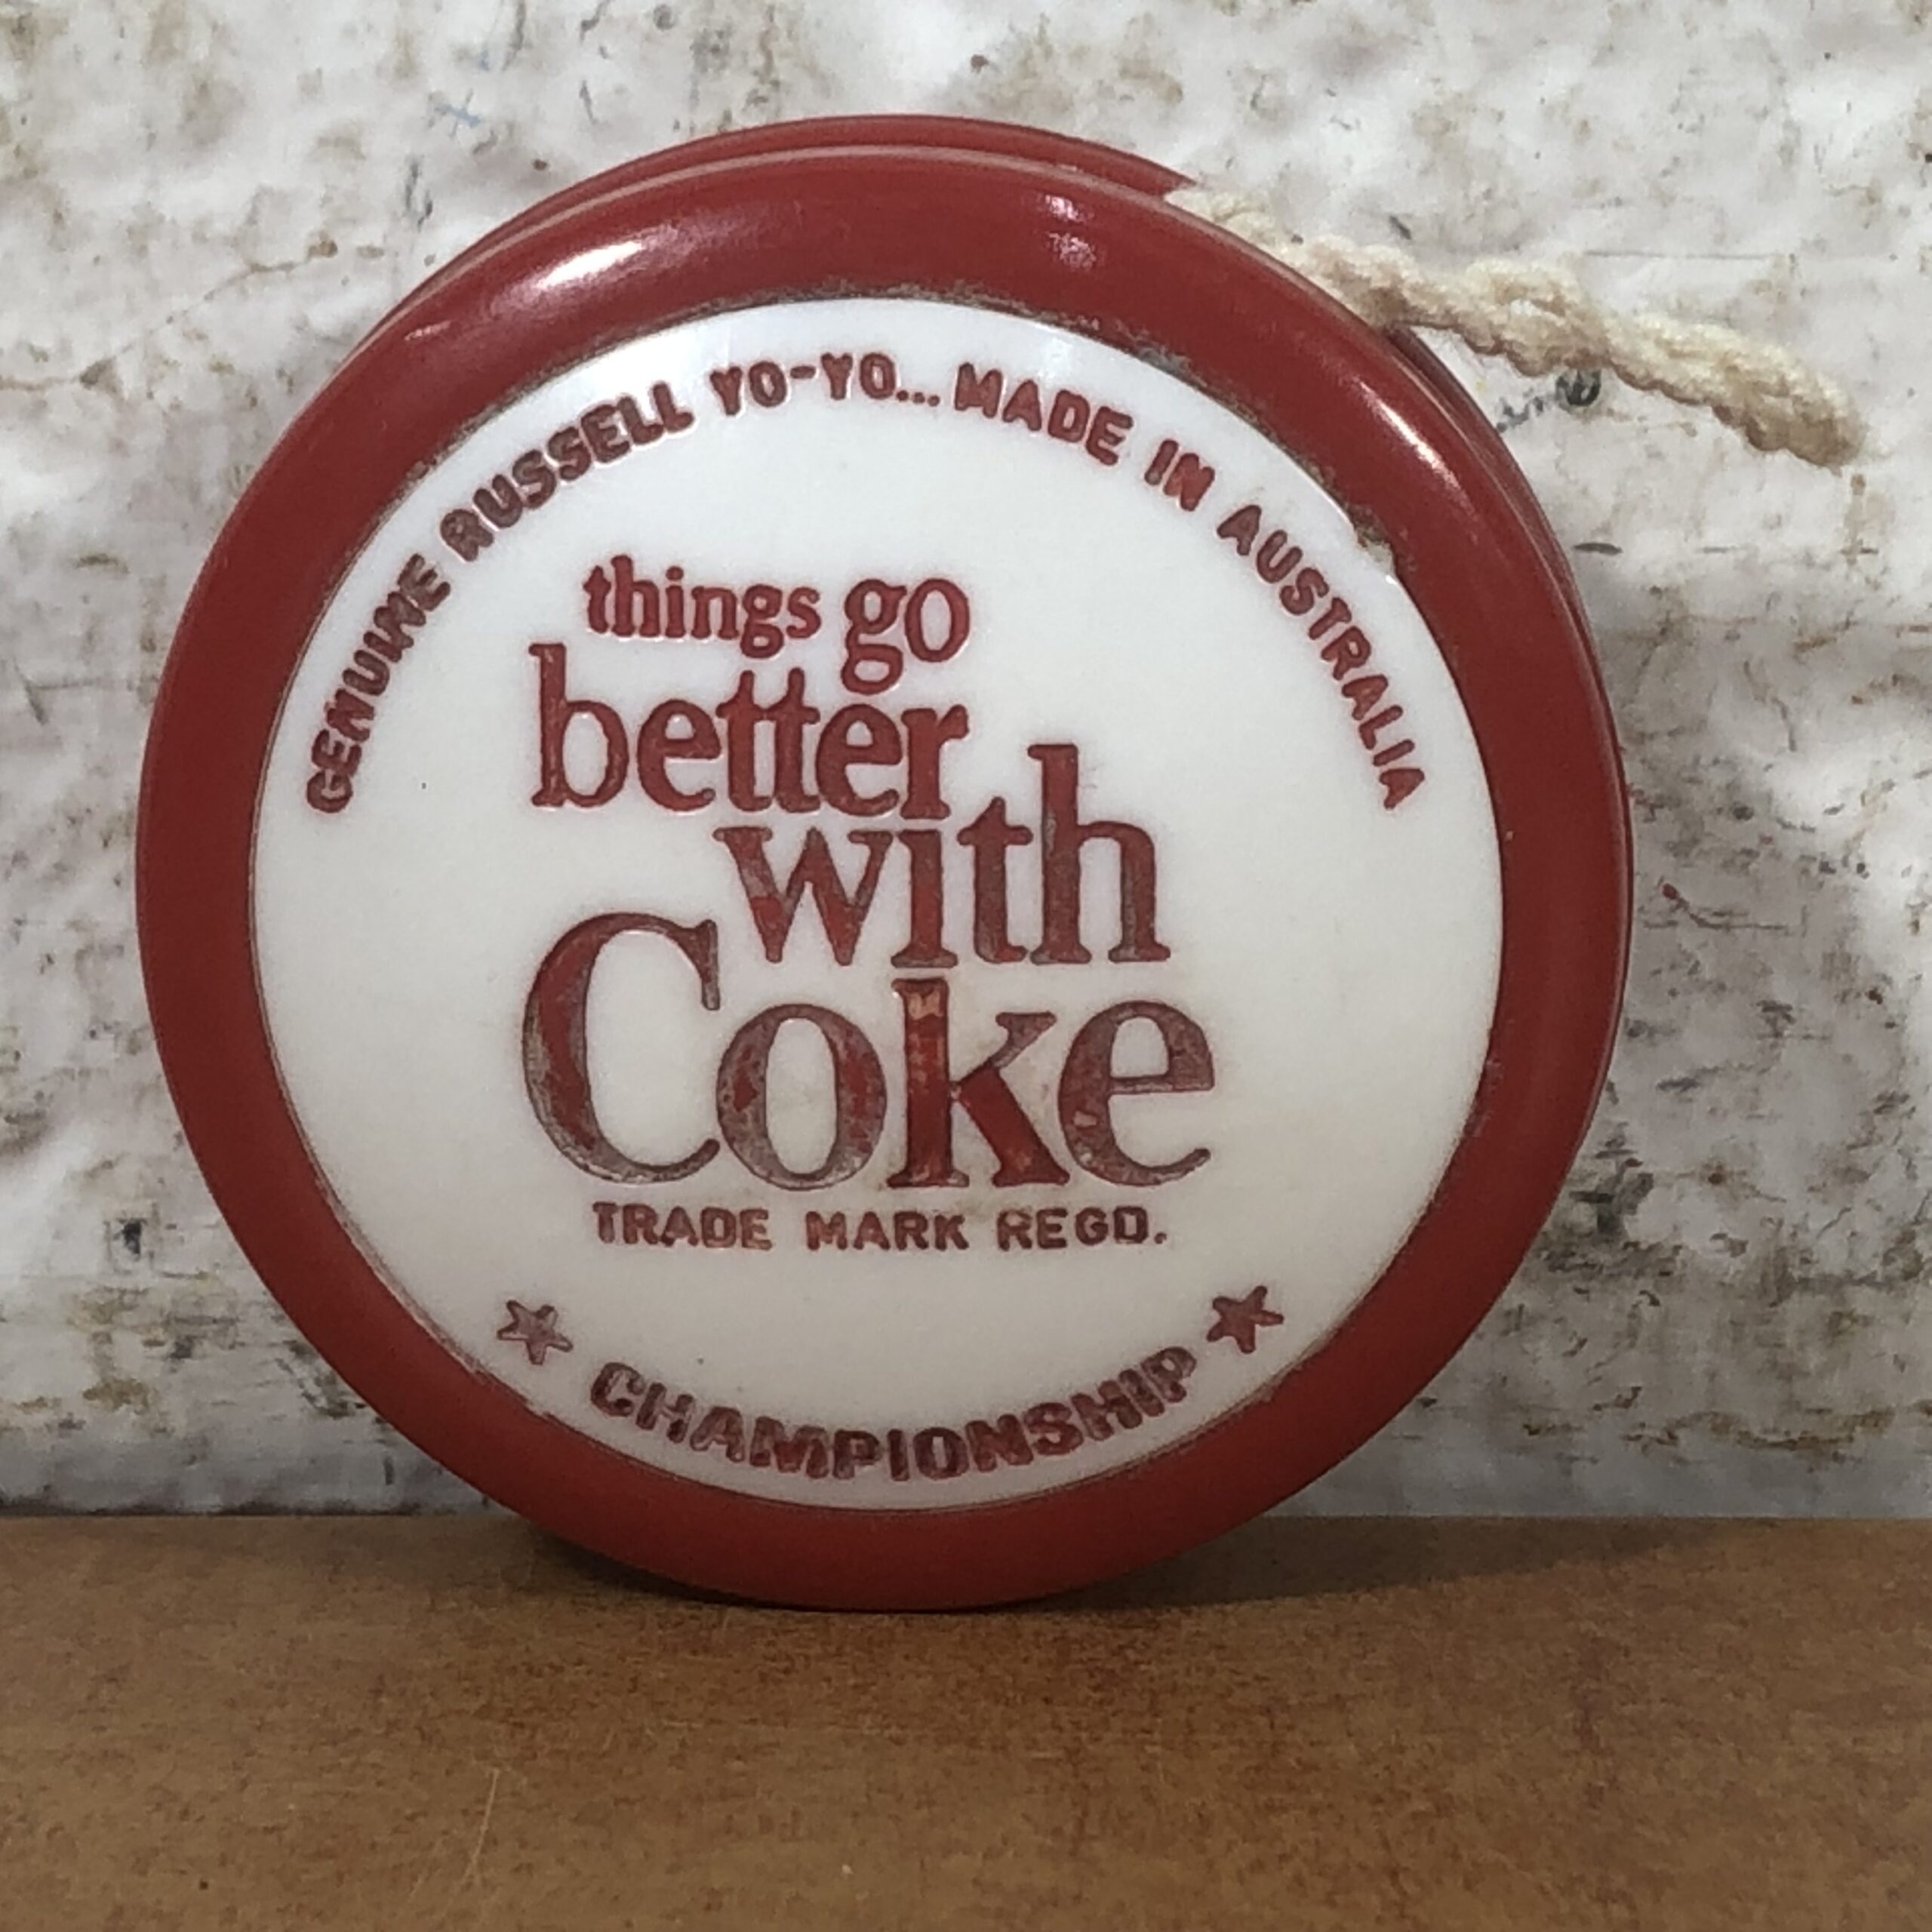 GENUINE RUSSELL YO-YO... MADE IN AUSTRALIA
things go
better
with
Coke
TRADE MARK REGD.
CHAMPIONSHIP